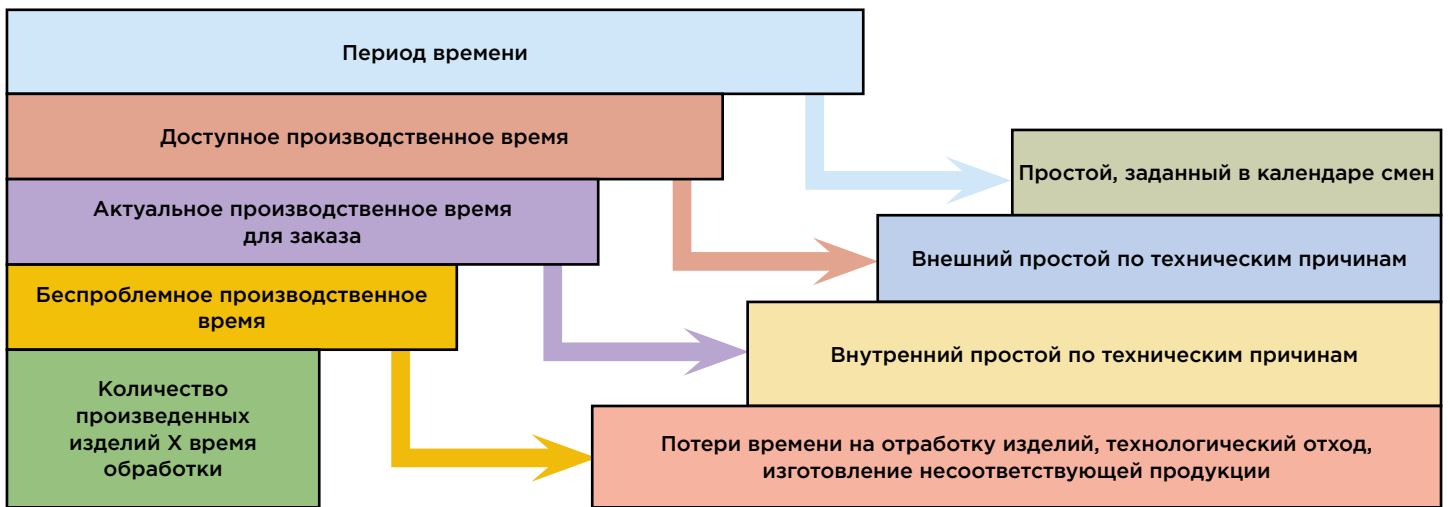 Период времени
Доступное производственное время
Простой, заданный в календаре смен
Актуальное производственное время
для заказа
Внешний простой по техническим причинам
Беспроблемное производственное
время
Внутренний простой по техническим причинам
Количество
произведенных
изделий X время
обработки
Потери времени на отработку изделий, технологический отход,
изготовление несоответствующей продукции